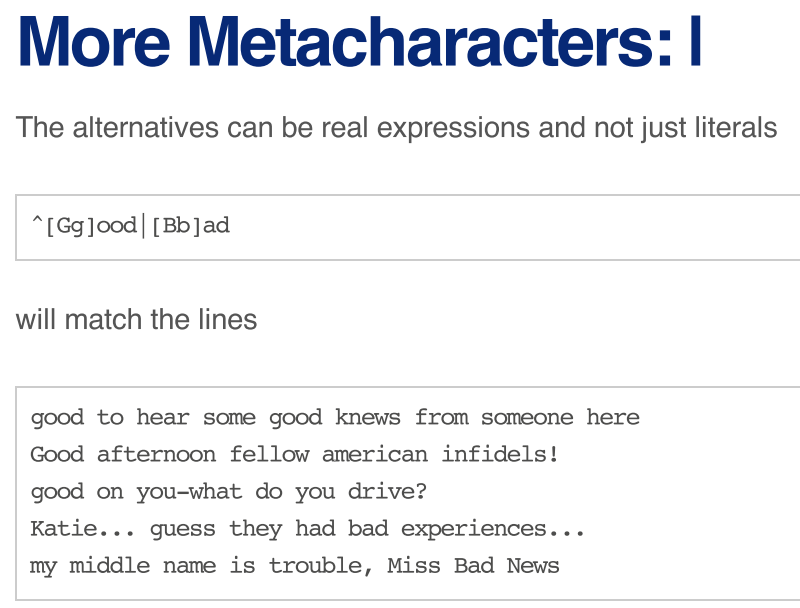 More Metacharacters: |
The alternatives can be real expressions and not just literals
^[Gg]ood|[Bb]ad
will match the lines
good to hear some good knews from someone here
Good afternoon fellow american infidels!
good on you-what do you drive?
Katie... guess they had bad experiences...
my middle name is trouble, Miss Bad News